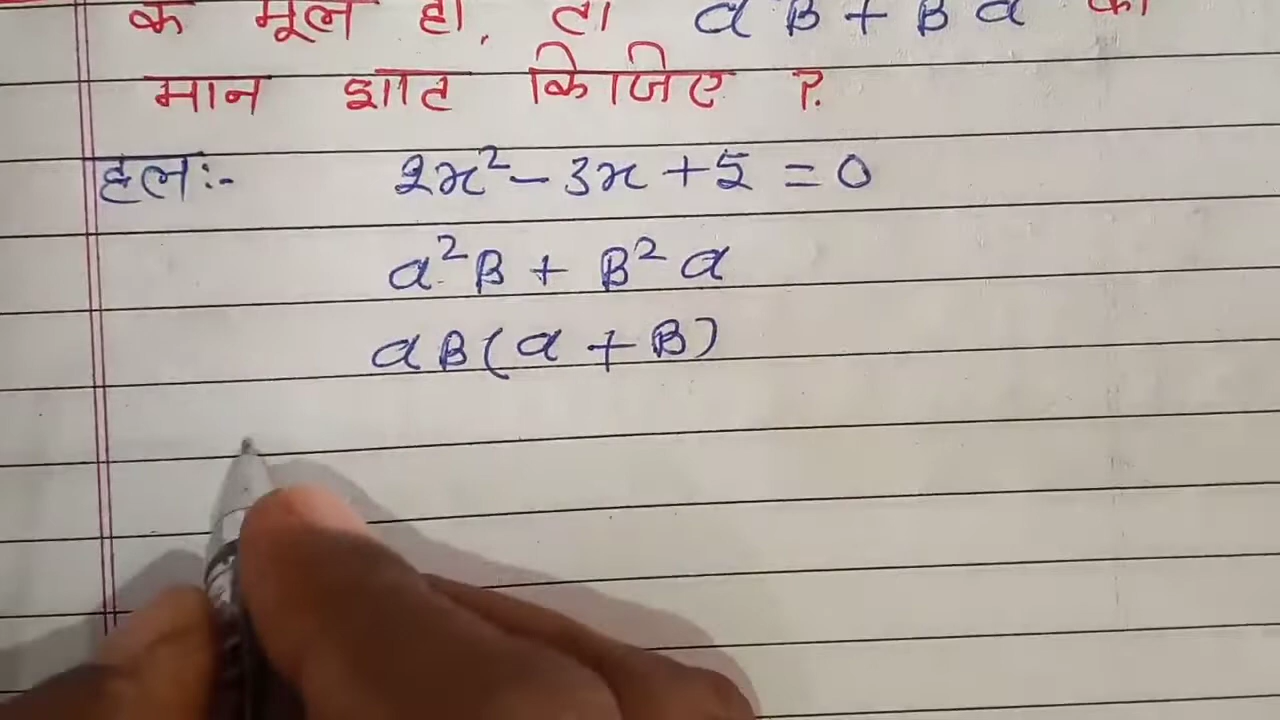 के मूल हो, तो α β + β α का
मान ज्ञात किजिए ?
हलः- 2x² - 3x + 5 = 0
α²β + β²α
αβ(α + β)